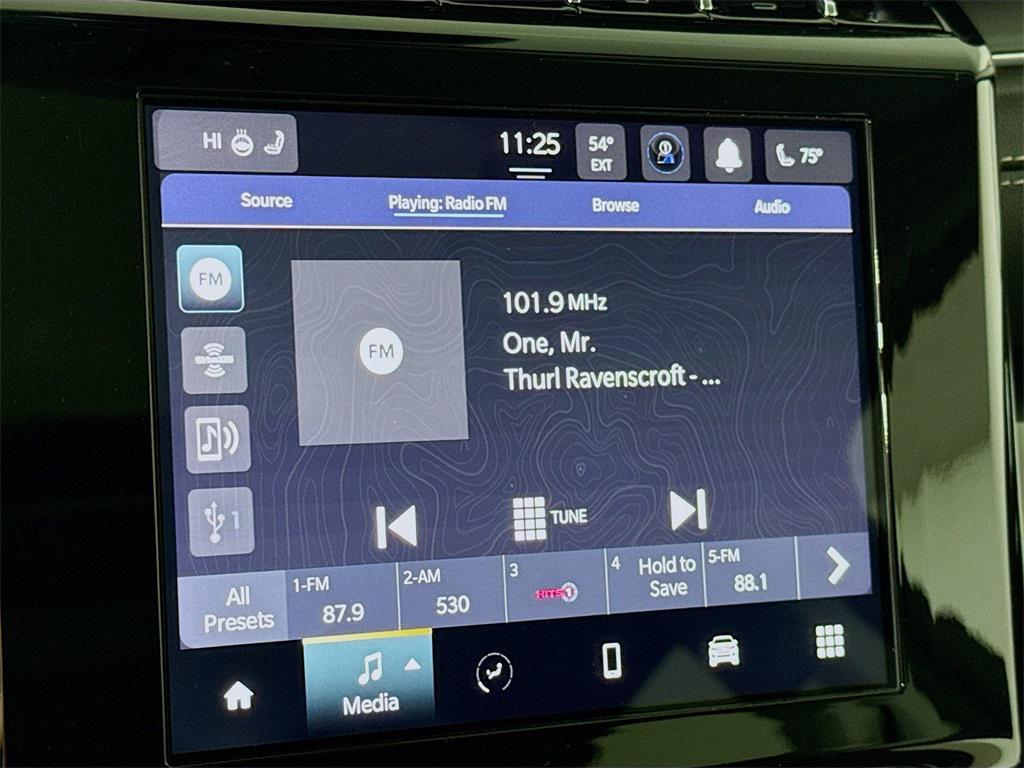 HI
11:25
54°
EXT
75°
Source
Playing: Radio FM
Browse
Audio
FM
FM
101.9 MHz
One, Mr.
Thurl Ravenscroft - ...
1
TUNE
All
Presets
1-FM
87.9
2-AM
530
3
HITS 1
4
Hold to
Save
5-FM
88.1
Media